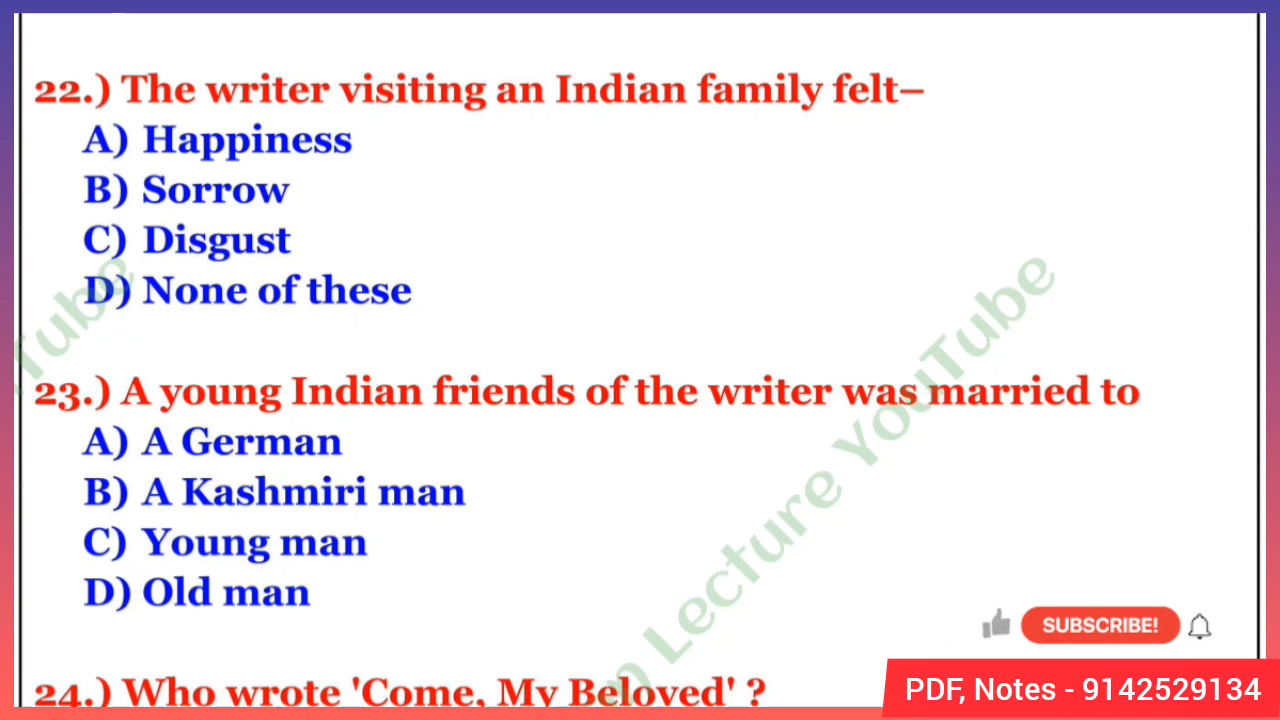 22.) The writer visiting an Indian family felt–
A) Happiness
B) Sorrow
C) Disgust
D) None of these
23.) A young Indian friends of the writer was married to
A) A German
B) A Kashmiri man
C) Young man
D) Old man
24.) Who wrote 'Come, My Beloved' ?
Tube
Lecture YouTube
SUBSCRIBE!
PDF, Notes - 9142529134